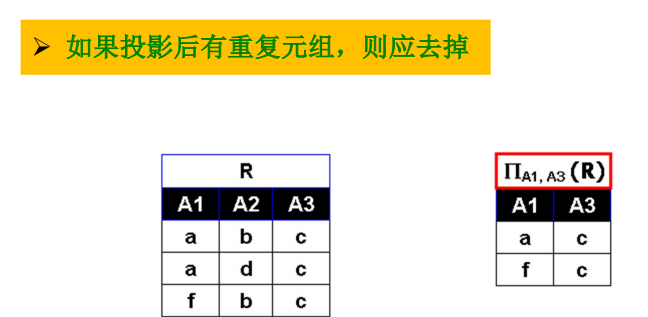 ➢ 如果投影后有重复元组，则应去掉
R
A1 A2 A3
a b c
a d c
f b c
Π A1, A3 (R)
A1 A3
a c
f c